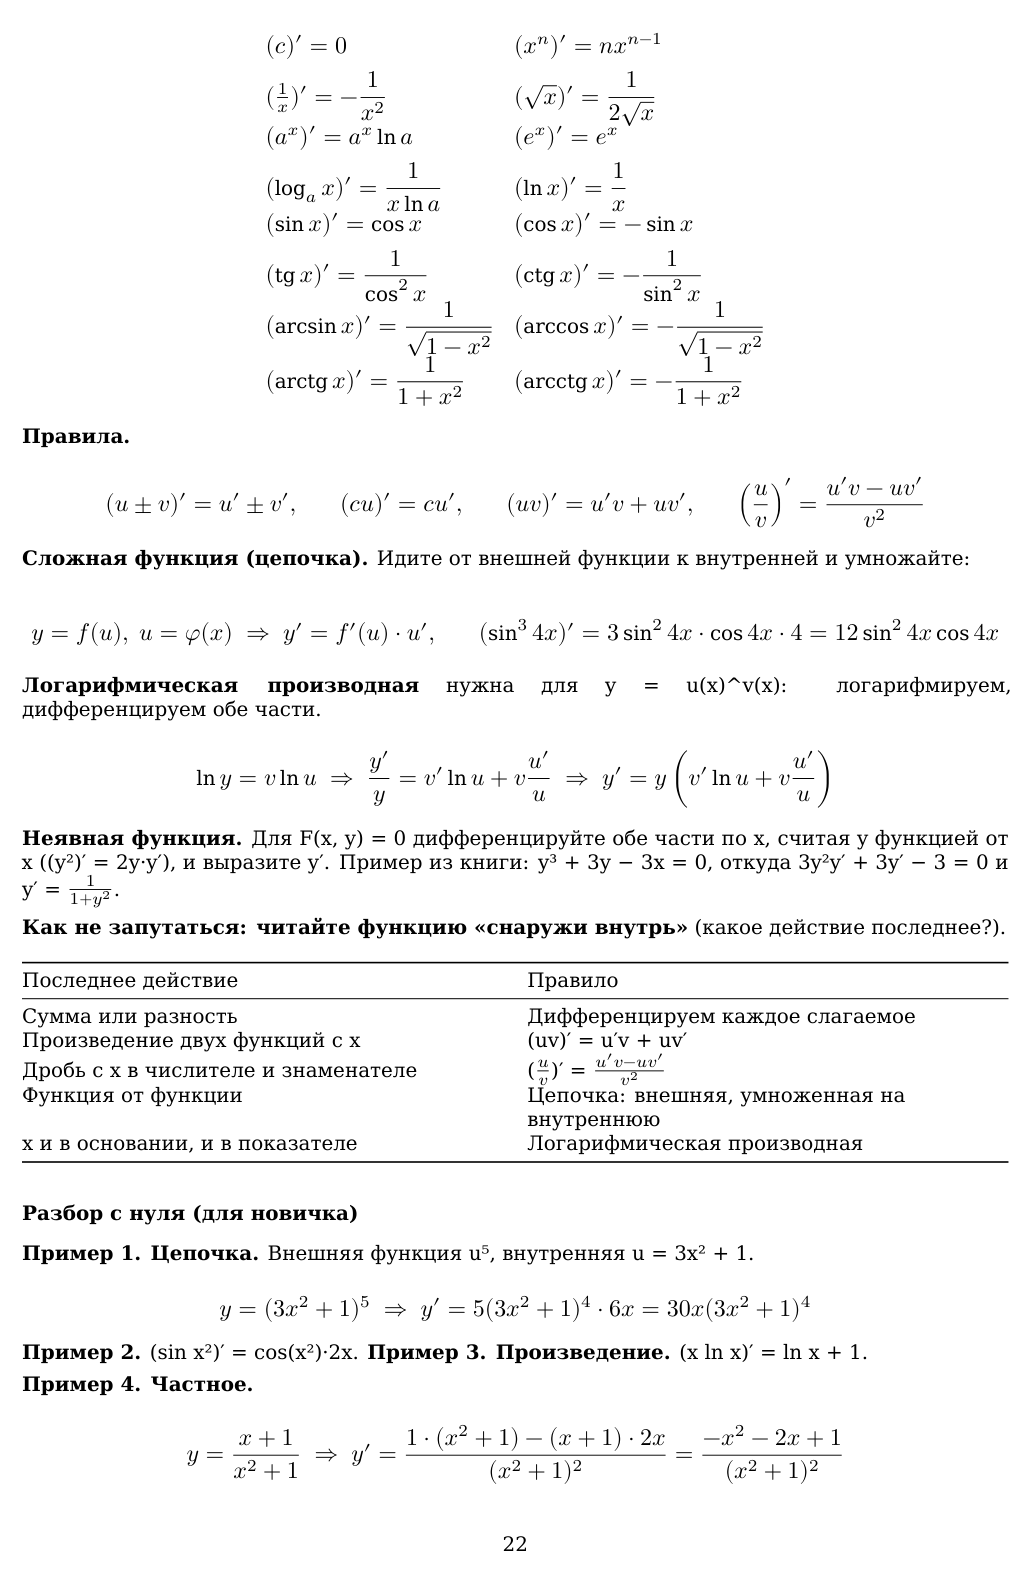 (c)′ = 0 (xⁿ)′ = nxⁿ⁻¹
(1/x)′ = −1/x² (√x)′ = 1/(2√x)
(aˣ)′ = aˣ ln a (eˣ)′ = eˣ
(logₐ x)′ = 1/(x ln a) (ln x)′ = 1/x
(sin x)′ = cos x (cos x)′ = − sin x
(tg x)′ = 1/(cos² x) (ctg x)′ = −1/(sin² x)
(arcsin x)′ = 1/√(1 − x²) (arccos x)′ = −1/√(1 − x²)
(arctg x)′ = 1/(1 + x²) (arcctg x)′ = −1/(1 + x²)
Правила.
(u ± v)′ = u′ ± v′, (cu)′ = cu′, (uv)′ = u′v + uv′, (u/v)′ = (u′v − uv′)/v²
Сложная функция (цепочка). Идите от внешней функции к внутренней и умножайте:
y = f(u), u = φ(x) ⇒ y′ = f′(u) · u′, (sin³ 4x)′ = 3 sin² 4x · cos 4x · 4 = 12 sin² 4x cos 4x
Логарифмическая производная нужна для y = u(x)^v(x): логарифмируем,
дифференцируем обе части.
ln y = v ln u ⇒ y′/y = v′ ln u + v u′/u ⇒ y′ = y (v′ ln u + v u′/u)
Неявная функция. Для F(x, y) = 0 дифференцируйте обе части по x, считая y функцией от
x ((y²)′ = 2y·y′), и выразите y′. Пример из книги: y³ + 3y − 3x = 0, откуда 3y²y′ + 3y′ − 3 = 0 и
y′ = 1/(1+y²).
Как не запутаться: читайте функцию «снаружи внутрь» (какое действие последнее?).
Последнее действие Правило
Сумма или разность Дифференцируем каждое слагаемое
Произведение двух функций с x (uv)′ = u′v + uv′
Дробь с x в числителе и знаменателе (u/v)′ = (u′v−uv′)/v²
Функция от функции Цепочка: внешняя, умноженная на
внутреннюю
x и в основании, и в показателе Логарифмическая производная
Разбор с нуля (для новичка)
Пример 1. Цепочка. Внешняя функция u⁵, внутренняя u = 3x² + 1.
y = (3x² + 1)⁵ ⇒ y′ = 5(3x² + 1)⁴ · 6x = 30x(3x² + 1)⁴
Пример 2. (sin x²)′ = cos(x²)·2x. Пример 3. Произведение. (x ln x)′ = ln x + 1.
Пример 4. Частное.
y = (x + 1)/(x² + 1) ⇒ y′ = (1 · (x² + 1) − (x + 1) · 2x)/(x² + 1)² = (−x² − 2x + 1)/(x² + 1)²
22